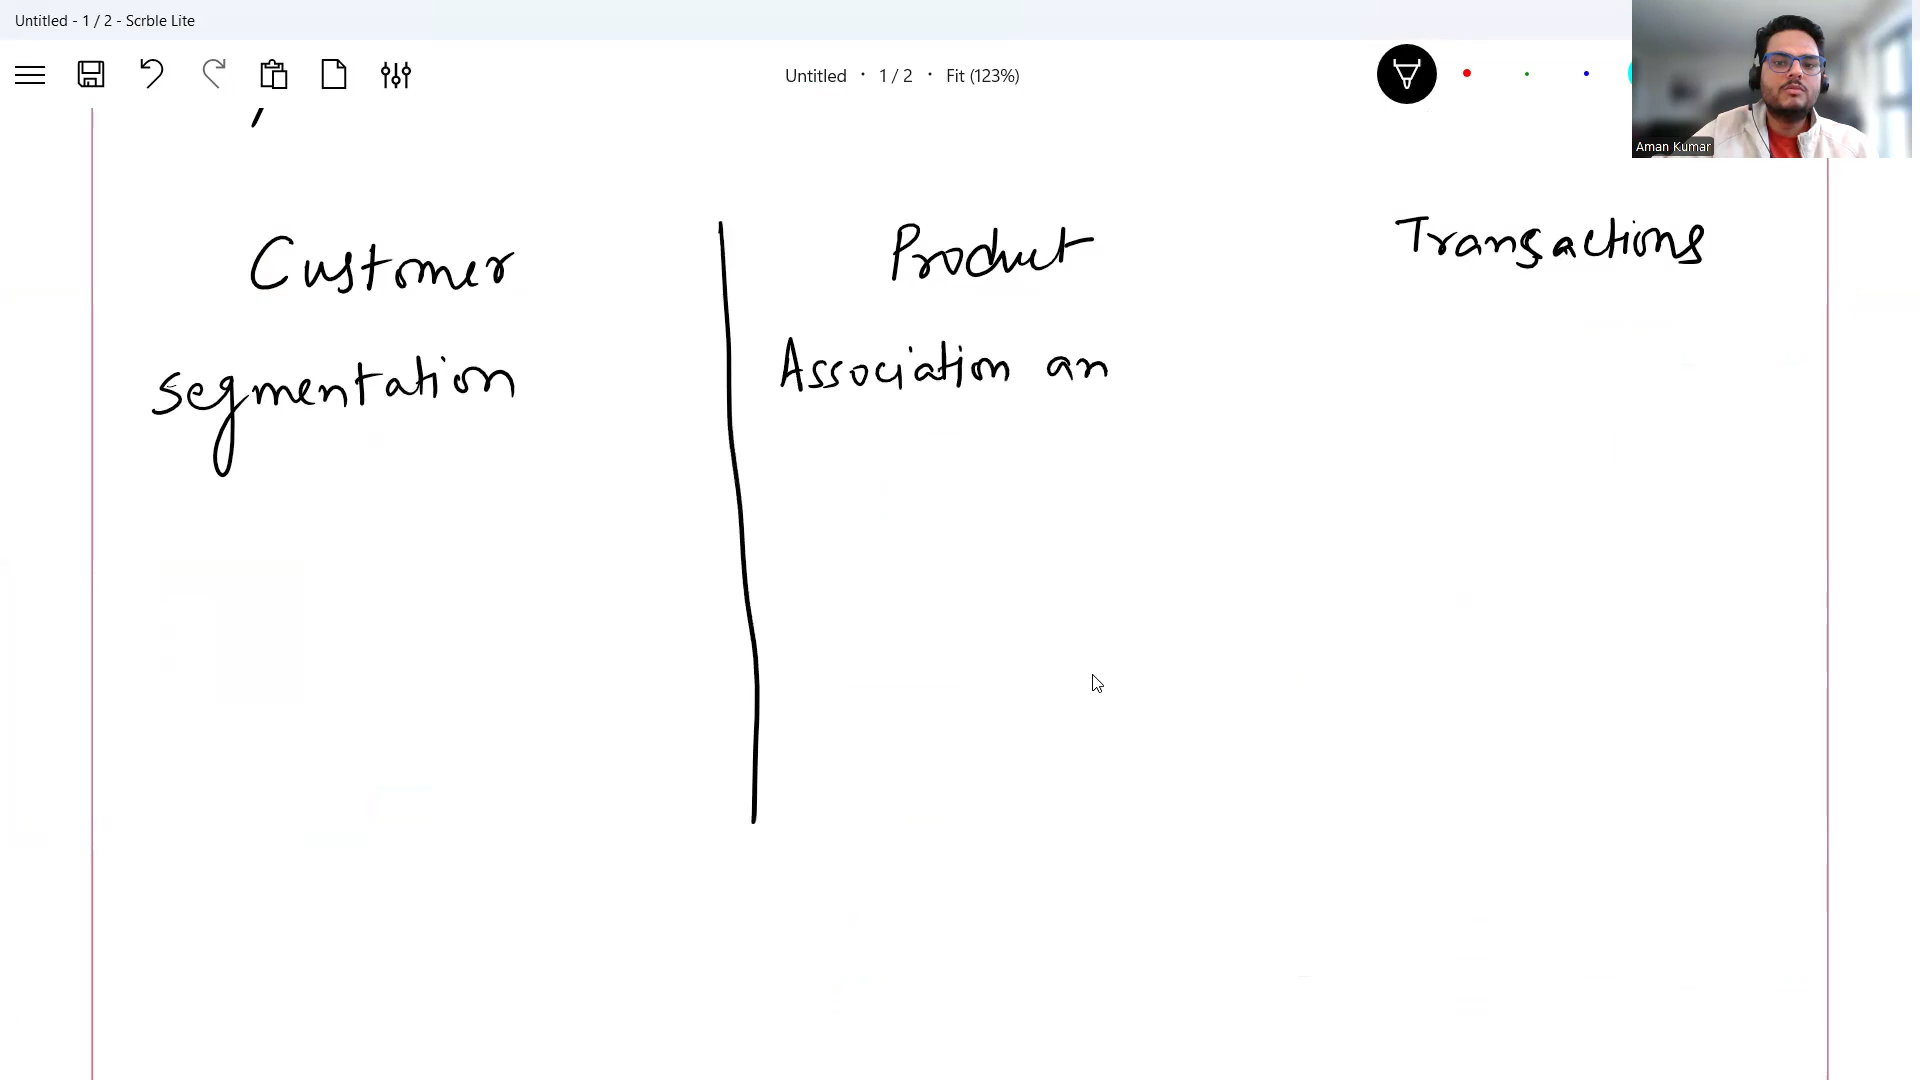 Untitled - 1 / 2 - Scrble Lite
Untitled • 1 / 2 • Fit (123%)
Aman Kumar
Customer Product Transactions
segmentation Association an